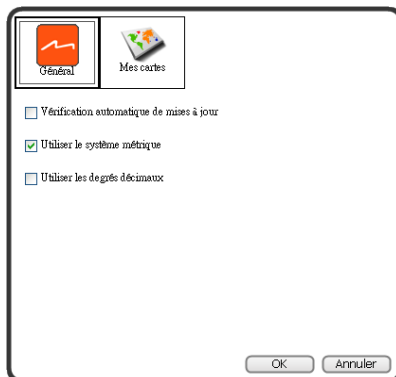 Général
Mes cartes
Vérification automatique de mises à jour
Utiliser le système métrique
Utiliser les degrés décimaux
OK
Annuler